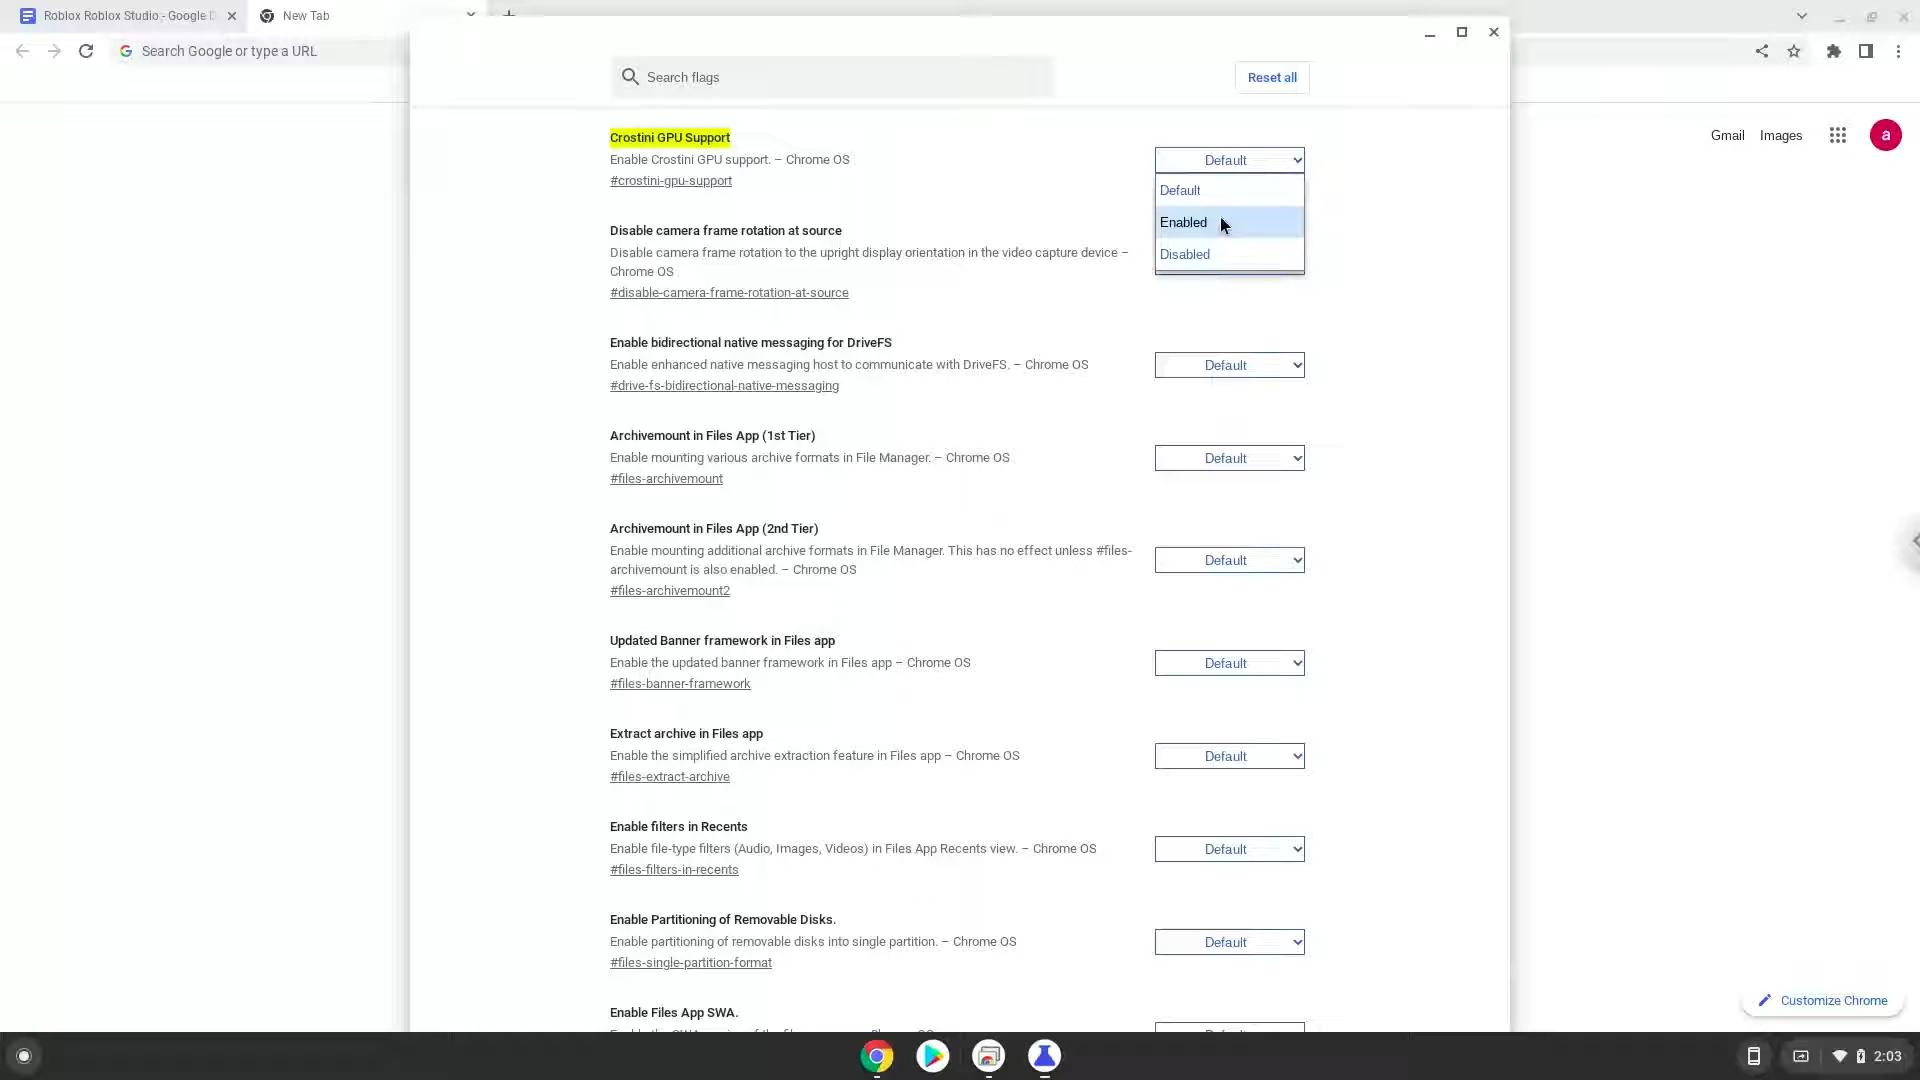 Roblox Roblox Studio - Google D
New Tab
Search Google or type a URL
Search flags
Reset all
Gmail
Images
a
Crostini GPU Support
Enable Crostini GPU support. – Chrome OS
#crostini-gpu-support
Default
Default
Enabled
Disabled
Disable camera frame rotation at source
Disable camera frame rotation to the upright display orientation in the video capture device –
Chrome OS
#disable-camera-frame-rotation-at-source
Enable bidirectional native messaging for DriveFS
Enable enhanced native messaging host to communicate with DriveFS. – Chrome OS
#drive-fs-bidirectional-native-messaging
Default
Archivemount in Files App (1st Tier)
Enable mounting various archive formats in File Manager. – Chrome OS
#files-archivemount
Default
Archivemount in Files App (2nd Tier)
Enable mounting additional archive formats in File Manager. This has no effect unless #files-
archivemount is also enabled. – Chrome OS
#files-archivemount2
Default
Updated Banner framework in Files app
Enable the updated banner framework in Files app – Chrome OS
#files-banner-framework
Default
Extract archive in Files app
Enable the simplified archive extraction feature in Files app – Chrome OS
#files-extract-archive
Default
Enable filters in Recents
Enable file-type filters (Audio, Images, Videos) in Files App Recents view. – Chrome OS
#files-filters-in-recents
Default
Enable Partitioning of Removable Disks.
Enable partitioning of removable disks into single partition. – Chrome OS
#files-single-partition-format
Default
Enable Files App SWA.
Customize Chrome
2:03